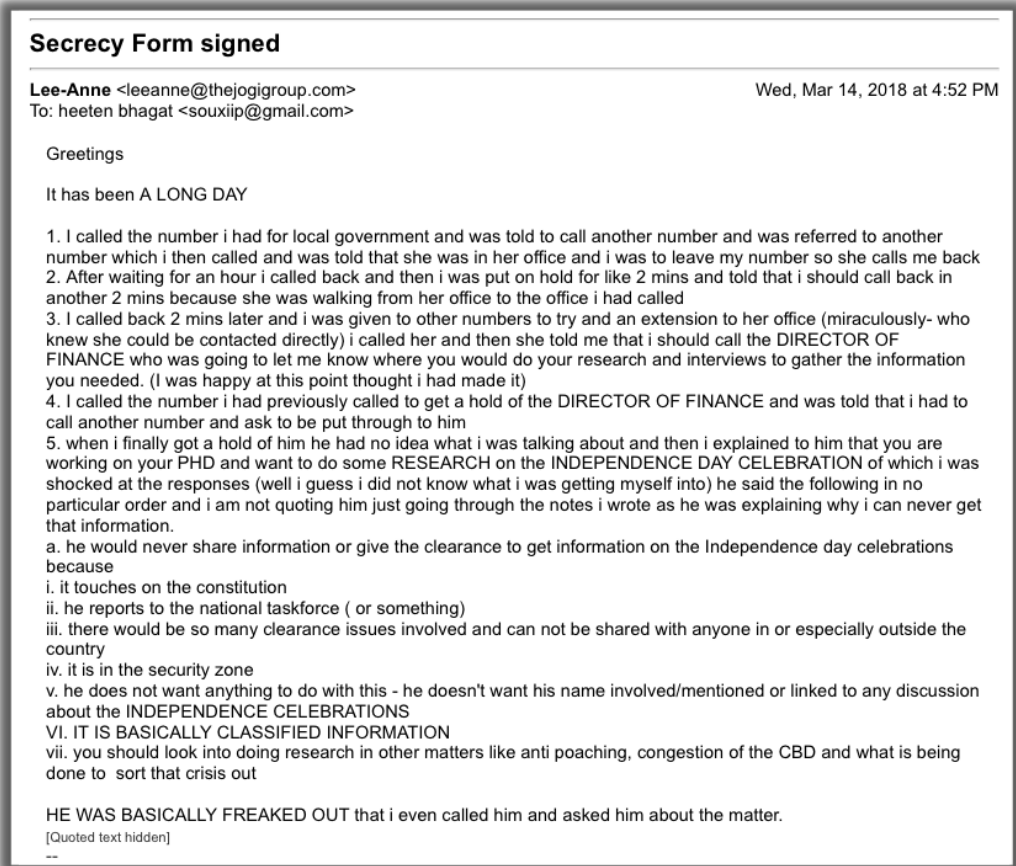 Secrecy Form signed
Lee-Anne <leeanne@thejogigroup.com> Wed, Mar 14, 2018 at 4:52 PM
To: heeten bhagat <souxiip@gmail.com>
Greetings
It has been A LONG DAY
1. I called the number i had for local government and was told to call another number and was referred to another
number which i then called and was told that she was in her office and i was to leave my number so she calls me back
2. After waiting for an hour i called back and then i was put on hold for like 2 mins and told that i should call back in
another 2 mins because she was walking from her office to the office i had called
3. I called back 2 mins later and i was given to other numbers to try and an extension to her office (miraculously- who
knew she could be contacted directly) i called her and then she told me that i should call the DIRECTOR OF
FINANCE who was going to let me know where you would do your research and interviews to gather the information
you needed. (I was happy at this point thought i had made it)
4. I called the number i had previously called to get a hold of the DIRECTOR OF FINANCE and was told that i had to
call another number and ask to be put through to him
5. when i finally got a hold of him he had no idea what i was talking about and then i explained to him that you are
working on your PHD and want to do some RESEARCH on the INDEPENDENCE DAY CELEBRATION of which i was
shocked at the responses (well i guess i did not know what i was getting myself into) he said the following in no
particular order and i am not quoting him just going through the notes i wrote as he was explaining why i can never get
that information.
a. he would never share information or give the clearance to get information on the Independence day celebrations
because
i. it touches on the constitution
ii. he reports to the national taskforce ( or something)
iii. there would be so many clearance issues involved and can not be shared with anyone in or especially outside the
country
iv. it is in the security zone
v. he does not want anything to do with this - he doesn't want his name involved/mentioned or linked to any discussion
about the INDEPENDENCE CELEBRATIONS
VI. IT IS BASICALLY CLASSIFIED INFORMATION
vii. you should look into doing research in other matters like anti poaching, congestion of the CBD and what is being
done to  sort that crisis out
HE WAS BASICALLY FREAKED OUT that i even called him and asked him about the matter.
[Quoted text hidden]
--